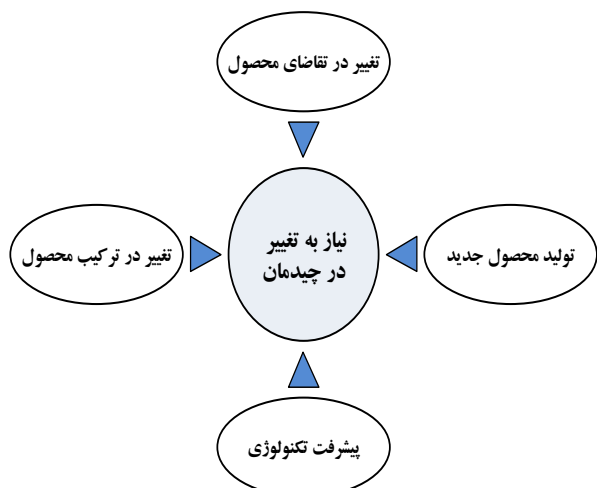 تغییر در تقاضای محصول
نیاز به تغییر
در چیدمان
تولید محصول جدید
تغییر در ترکیب محصول
پیشرفت تکنولوژی